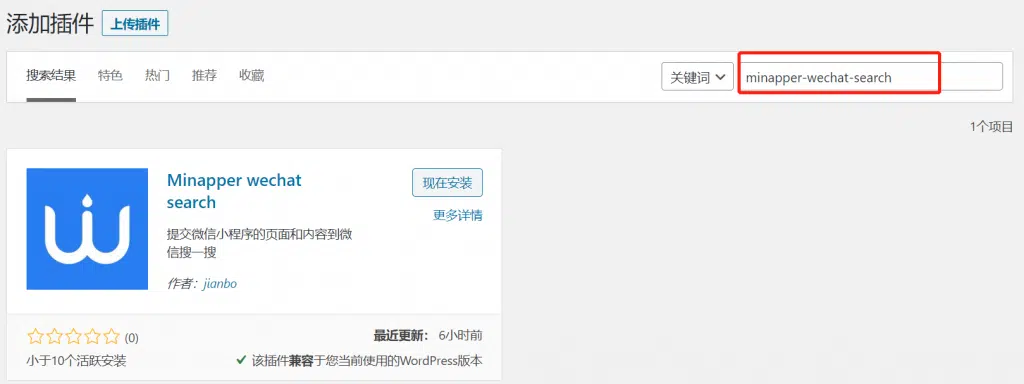 添加插件 上传插件
搜索结果 特色 热门 推荐 收藏 关键词 minapper-wechat-search
1个项目
Minapper wechat
search
现在安装
更多详情
提交微信小程序的页面和内容到微
信搜一搜
作者：jianbo
(0)
最近更新： 6小时前
小于10个活跃安装
该插件兼容于您当前使用的WordPress版本